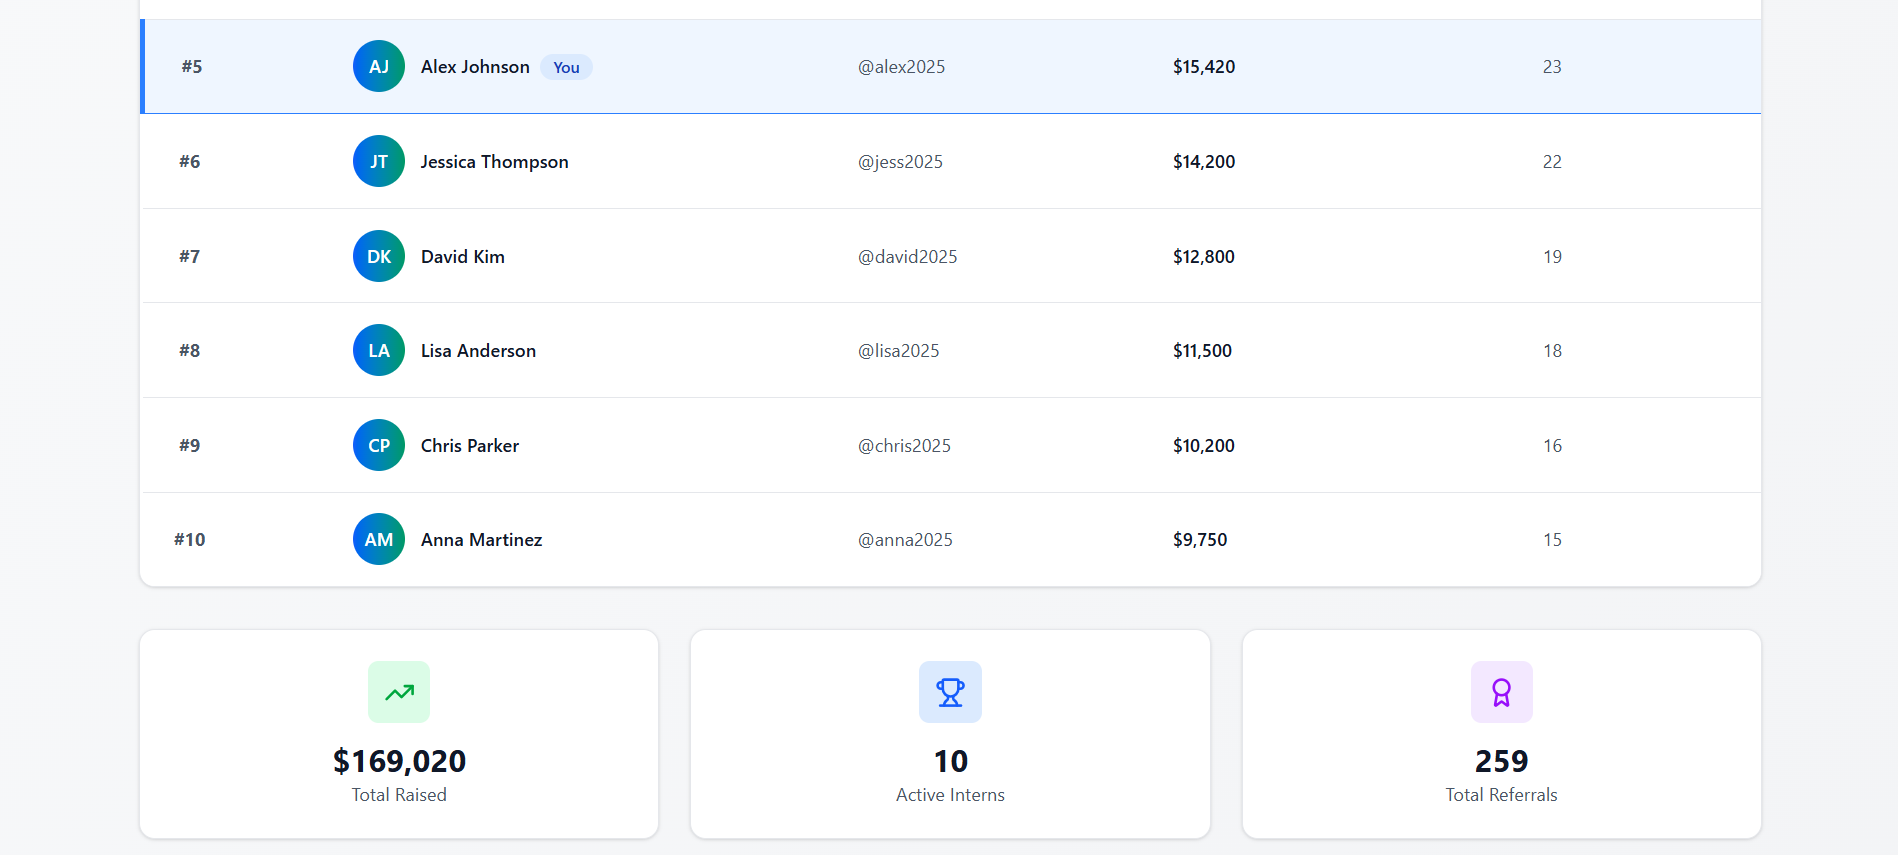 #5 AJ Alex Johnson You @alex2025 $15,420 23
#6 JT Jessica Thompson @jess2025 $14,200 22
#7 DK David Kim @david2025 $12,800 19
#8 LA Lisa Anderson @lisa2025 $11,500 18
#9 CP Chris Parker @chris2025 $10,200 16
#10 AM Anna Martinez @anna2025 $9,750 15
$169,020
Total Raised
10
Active Interns
259
Total Referrals